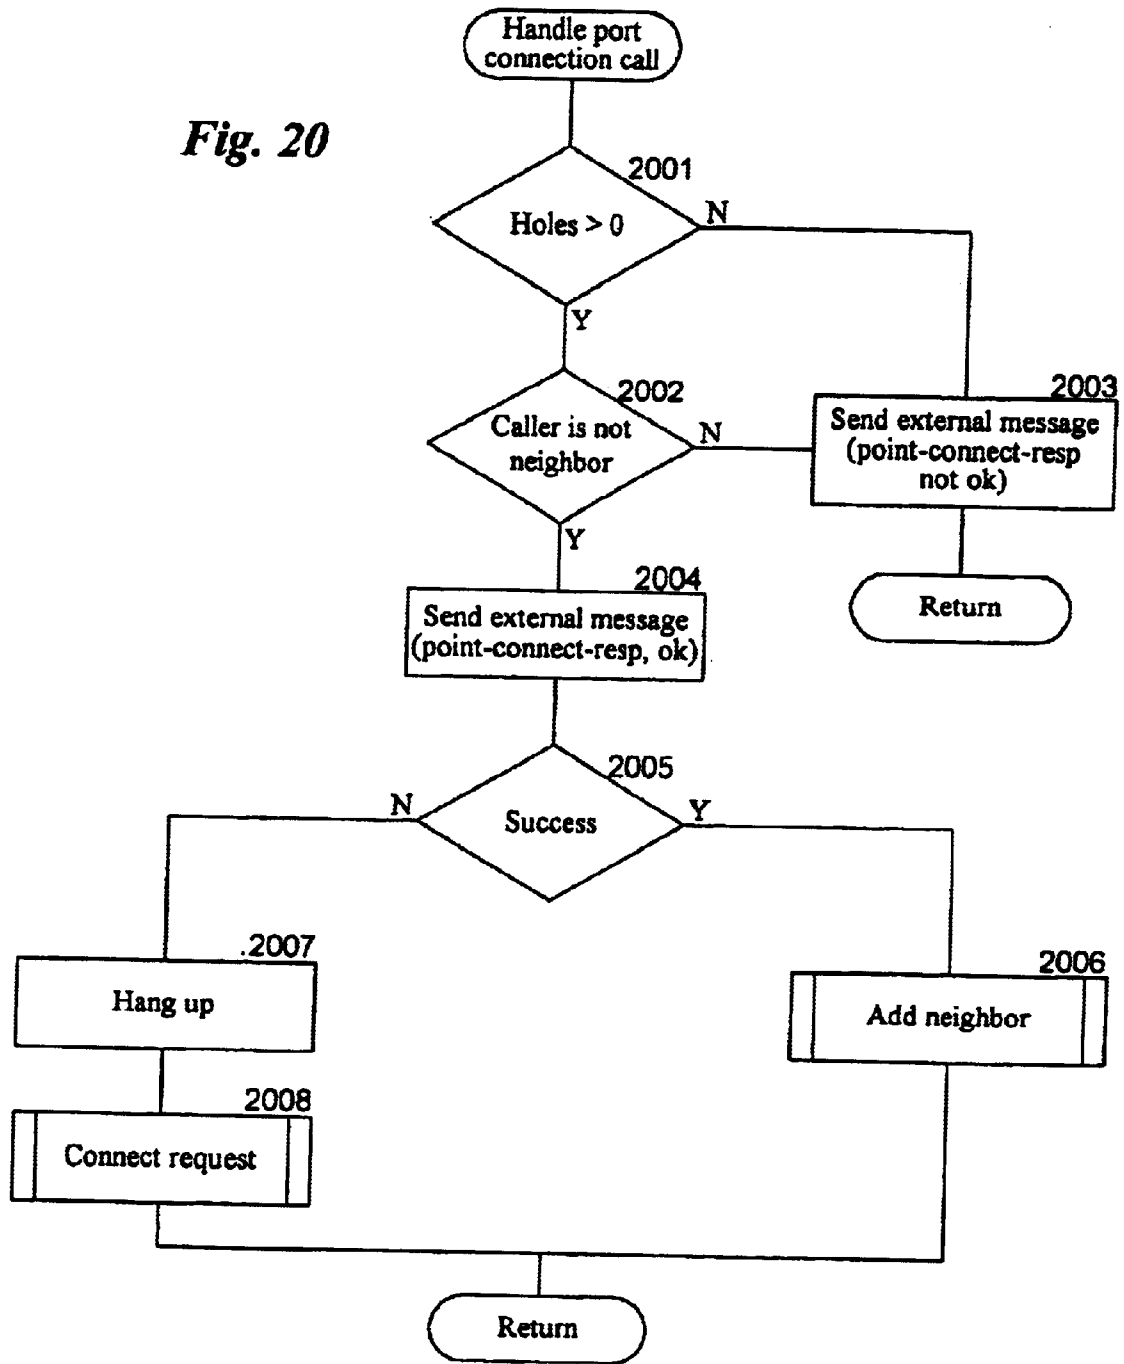 Handle port
connection call
Fig. 20
2001
Holes > 0
N
Y
2002
Caller is not
neighbor
N
Y
2003
Send external message
(point-connect-resp
not ok)
Return
2004
Send external message
(point-connect-resp, ok)
2005
Success
N
Y
2007
Hang up
2006
Add neighbor
2008
Connect request
Return